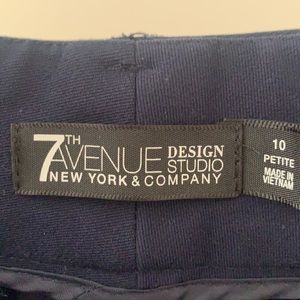 7TH AVENUE DESIGN STUDIO
NEW YORK & COMPANY
10
PETITE
MADE IN
VIETNAM